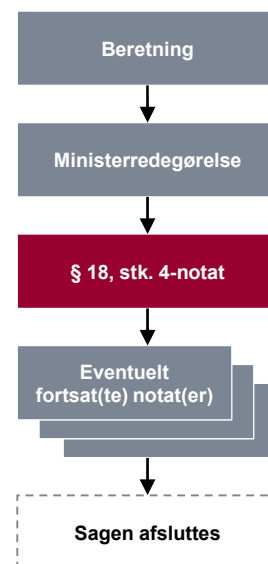 Beretning
Ministerredegørelse
§ 18, stk. 4-notat
Eventuelt
fortsat(te) notat(er)
Sagen afsluttes